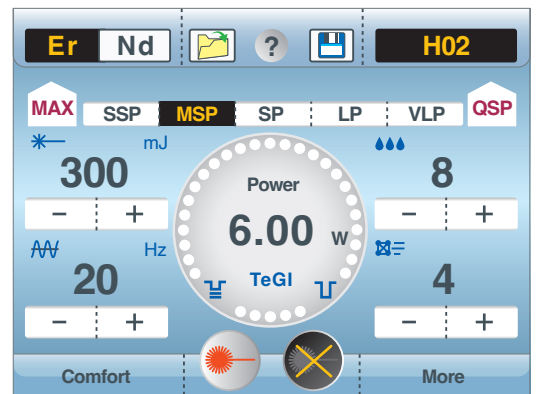 Er Nd ? H02
MAX SSP MSP SP LP VLP QSP
mJ
300
8
Power
- +
- +
6.00 W
Hz
20
TeGI
4
- +
- +
Comfort More